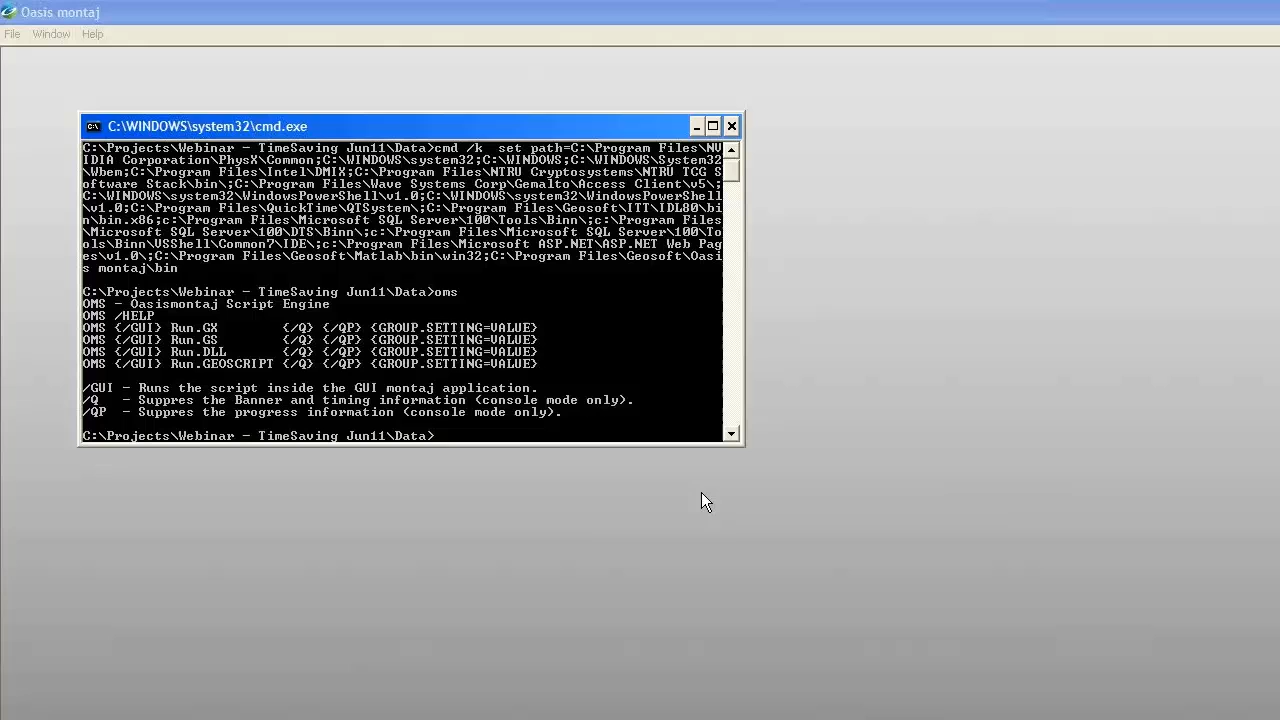 Oasis montaj
File Window Help
C:\WINDOWS\system32\cmd.exe
C:\Projects\Webinar - TimeSaving Jun11\Data>cmd /k  set path=C:\Program Files\NV
IDIA Corporation\PhysX\Common;C:\WINDOWS\system32;C:\WINDOWS;C:\WINDOWS\System32
\Wbem;C:\Program Files\Intel\DMIX;C:\Program Files\NTRU Cryptosystems\NTRU TCG S
oftware Stack\bin\;C:\Program Files\Wave Systems Corp\Gemalto\Access Client\v5\;
C:\WINDOWS\system32\WindowsPowerShell\v1.0;C:\WINDOWS\system32\WindowsPowerShell
\v1.0;C:\Program Files\QuickTime\QTSystem\;C:\Program Files\Geosoft\ITT\IDL80\bi
n\bin.x86;c:\Program Files\Microsoft SQL Server\100\Tools\Binn\;c:\Program Files
\Microsoft SQL Server\100\DTS\Binn\;c:\Program Files\Microsoft SQL Server\100\To
ols\Binn\VSShell\Common7\IDE\;c:\Program Files\Microsoft ASP.NET\ASP.NET Web Pag
es\v1.0\;C:\Program Files\Geosoft\Matlab\bin\win32;C:\Program Files\Geosoft\Oasi
s montaj\bin
C:\Projects\Webinar - TimeSaving Jun11\Data>oms
OMS - Oasismontaj Script Engine
OMS /HELP
OMS {/GUI} Run.GX        {/Q} {/QP} {GROUP.SETTING=VALUE}
OMS {/GUI} Run.GS        {/Q} {/QP} {GROUP.SETTING=VALUE}
OMS {/GUI} Run.DLL       {/Q} {/QP} {GROUP.SETTING=VALUE}
OMS {/GUI} Run.GEOSCRIPT {/Q} {/QP} {GROUP.SETTING=VALUE}
/GUI - Runs the script inside the GUI montaj application.
/Q   - Suppres the Banner and timing information (console mode only).
/QP  - Suppres the progress information (console mode only).
C:\Projects\Webinar - TimeSaving Jun11\Data>